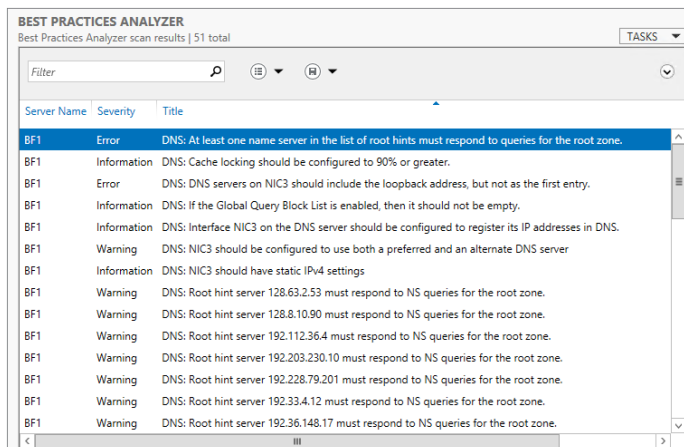 BEST PRACTICES ANALYZER
Best Practices Analyzer scan results | 51 total
TASKS
Filter
Server Name Severity Title
BF1 Error DNS: At least one name server in the list of root hints must respond to queries for the root zone.
BF1 Information DNS: Cache locking should be configured to 90% or greater.
BF1 Error DNS: DNS servers on NIC3 should include the loopback address, but not as the first entry.
BF1 Information DNS: If the Global Query Block List is enabled, then it should not be empty.
BF1 Information DNS: Interface NIC3 on the DNS server should be configured to register its IP addresses in DNS.
BF1 Warning DNS: NIC3 should be configured to use both a preferred and an alternate DNS server
BF1 Information DNS: NIC3 should have static IPv4 settings
BF1 Warning DNS: Root hint server 128.63.2.53 must respond to NS queries for the root zone.
BF1 Warning DNS: Root hint server 128.8.10.90 must respond to NS queries for the root zone.
BF1 Warning DNS: Root hint server 192.112.36.4 must respond to NS queries for the root zone.
BF1 Warning DNS: Root hint server 192.203.230.10 must respond to NS queries for the root zone.
BF1 Warning DNS: Root hint server 192.228.79.201 must respond to NS queries for the root zone.
BF1 Warning DNS: Root hint server 192.33.4.12 must respond to NS queries for the root zone.
BF1 Warning DNS: Root hint server 192.36.148.17 must respond to NS queries for the root zone.